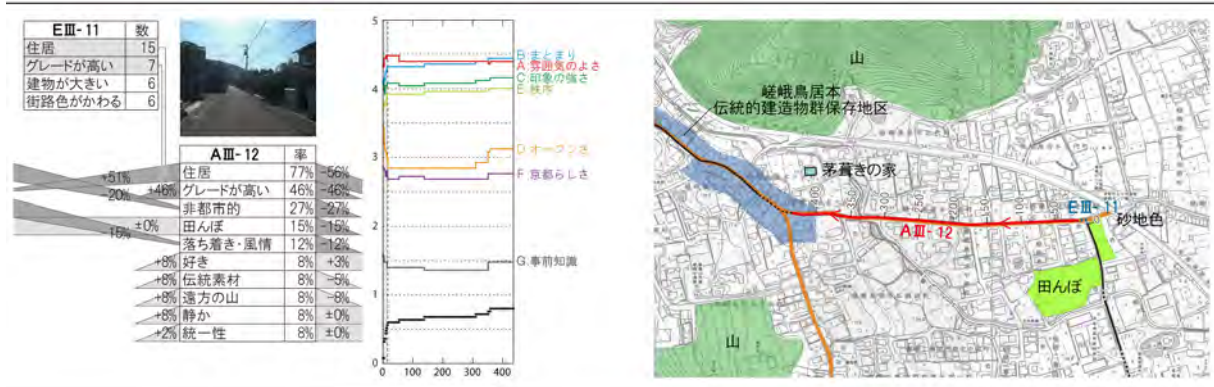 EⅢ-11 数
住居 15
グレードが高い 7
建物が大きい 6
街路色がかわる 6
AⅢ-12 率
住居 77% -56%
+46% グレードが高い 46% -46%
非都市的 27% -27%
田んぼ 15% -15%
落ち着き・風情 12% -12%
+8% 好き 8% +3%
+8% 伝統素材 8% -5%
+8% 遠方の山 8% -8%
+8% 静か 8% ±0%
+2% 統一性 8% ±0%
+51%
-20%
±0%
15%
5
4
3
2
1
0
0 100 200 300 400
B.まとまり
A.雰囲気のよさ
C.印象の強さ
E.秩序
D.オープンさ
F.京都らしさ
G.事前知識
山
嵯峨鳥居本
伝統的建造物群保存地区
茅葺きの家
EⅢ-11
砂地色
AⅢ-12
田んぼ
山